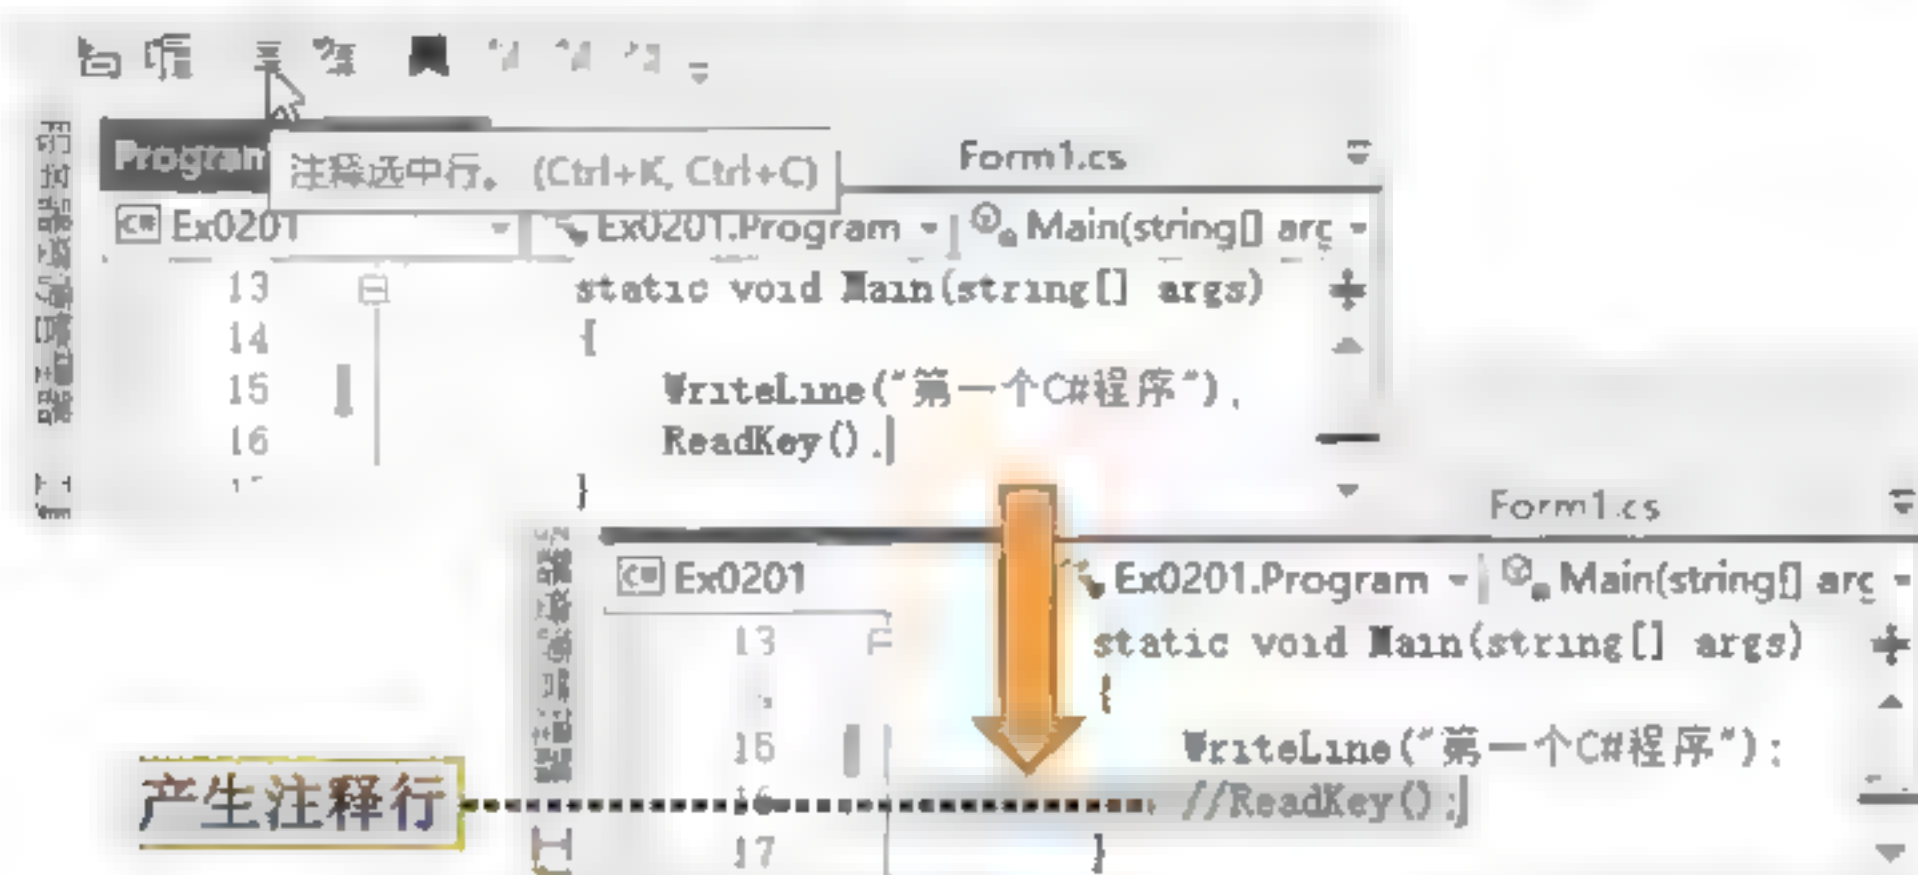 注释选中行。 (Ctrl+K, Ctrl+C)
Form1.cs
Ex0201
Ex0201.Program
Main(string[] arg
13
static void Main(string[] args)
14
{
15
WriteLine("第一个C#程序");
16
ReadKey();
}
Form1.cs
Ex0201
Ex0201.Program
Main(string[] arg
13
static void Main(string[] args)
{
15
WriteLine("第一个C#程序");
产生注释行
16
//ReadKey();
17
}